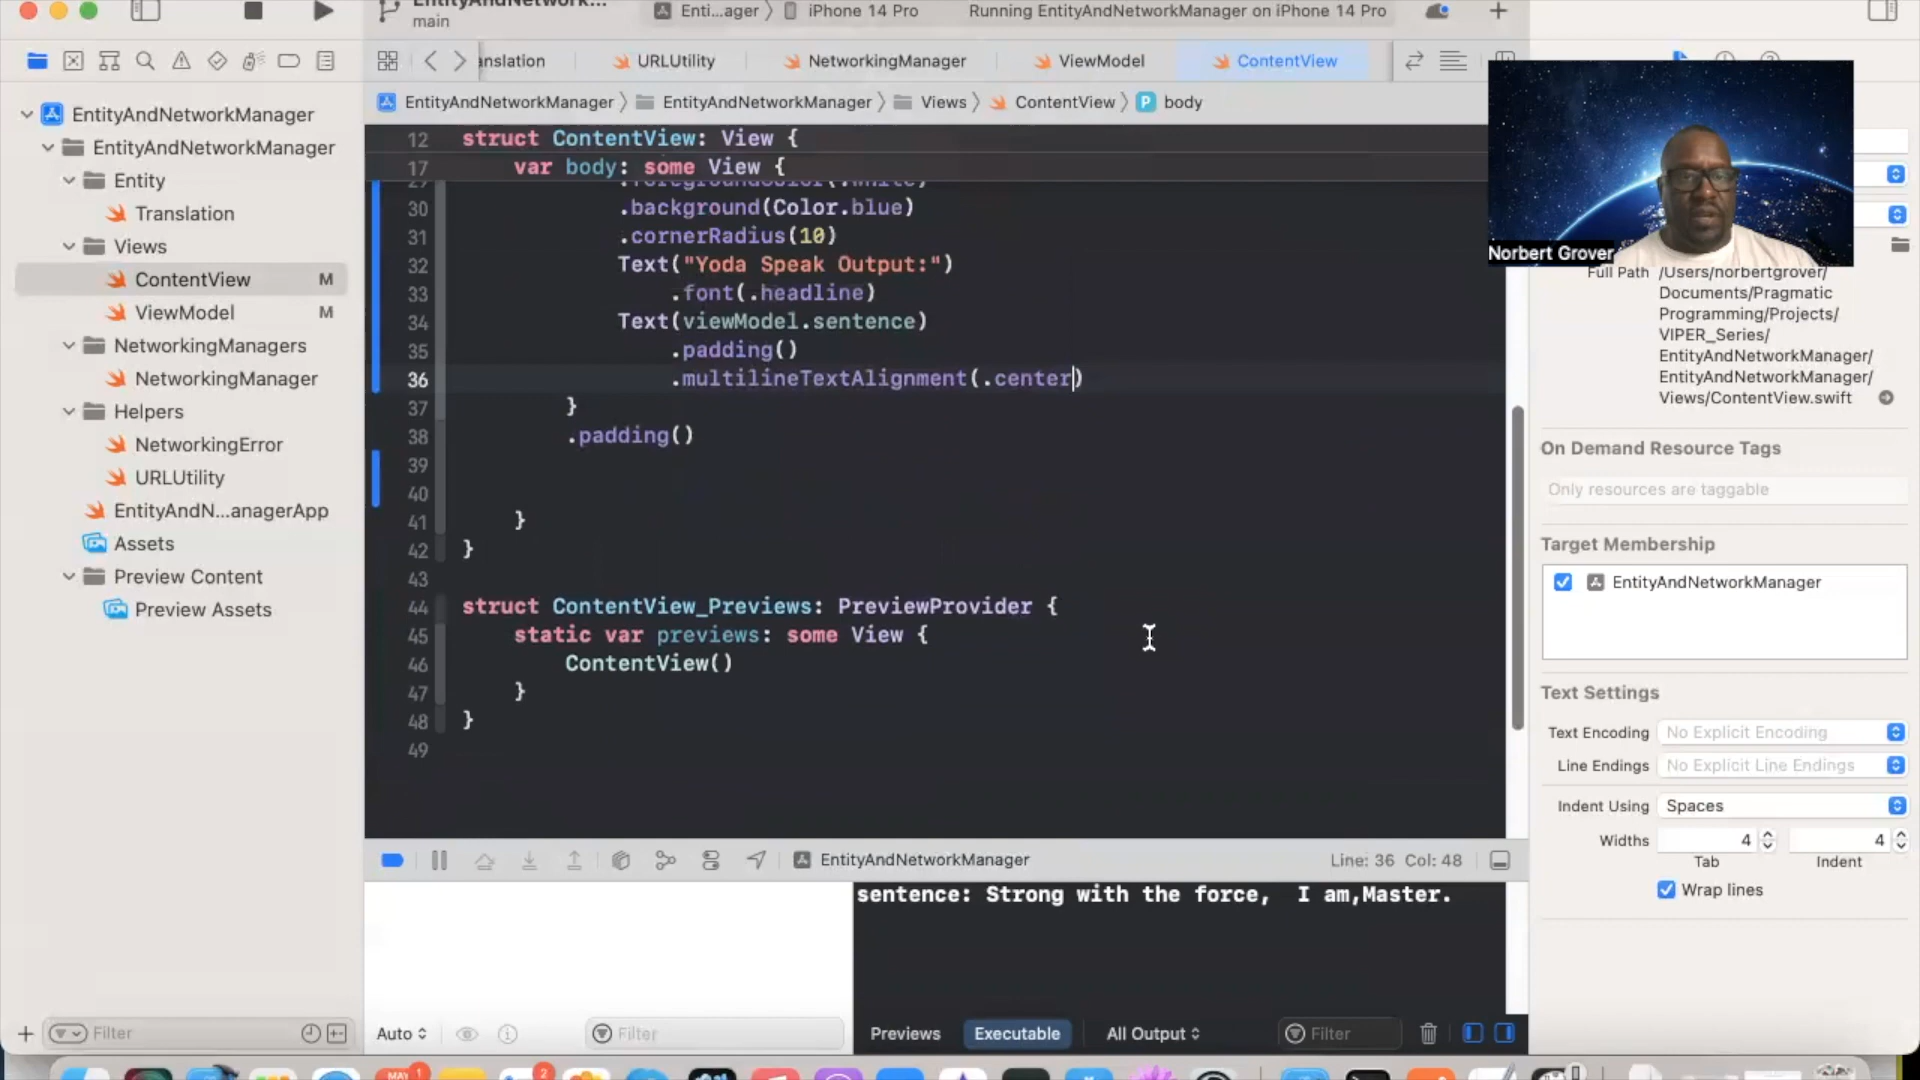 EntityAndNetwork...
main
Enti...ager
iPhone 14 Pro
Running EntityAndNetworkManager on iPhone 14 Pro
anslation
URLUtility
NetworkingManager
ViewModel
ContentView
EntityAndNetworkManager
EntityAndNetworkManager
Views
ContentView
P body
EntityAndNetworkManager
EntityAndNetworkManager
Entity
Translation
Views
ContentView M
ViewModel M
NetworkingManagers
NetworkingManager
Helpers
NetworkingError
URLUtility
EntityAndN...anagerApp
Assets
Preview Content
Preview Assets
Filter
12 struct ContentView: View {
17 var body: some View {
29 .foregroundColor(.white)
30 .background(Color.blue)
31 .cornerRadius(10)
32 Text("Yoda Speak Output:")
33 .font(.headline)
34 Text(viewModel.sentence)
35 .padding()
36 .multilineTextAlignment(.center)
37 }
38 .padding()
39
40
41 }
42 }
43
44 struct ContentView_Previews: PreviewProvider {
45 static var previews: some View {
46 ContentView()
47 }
48 }
49
EntityAndNetworkManager
Line: 36 Col: 48
sentence: Strong with the force,  I am,Master.
Auto
Filter
Previews
Executable
All Output
Filter
Norbert Grover
Full Path /Users/norbertgrover/
Documents/Pragmatic
Programming/Projects/
VIPER_Series/
EntityAndNetworkManager/
EntityAndNetworkManager/
Views/ContentView.swift
On Demand Resource Tags
Only resources are taggable
Target Membership
EntityAndNetworkManager
Text Settings
Text Encoding No Explicit Encoding
Line Endings No Explicit Line Endings
Indent Using Spaces
Widths 4 4
Tab Indent
Wrap lines
MAY 1
2